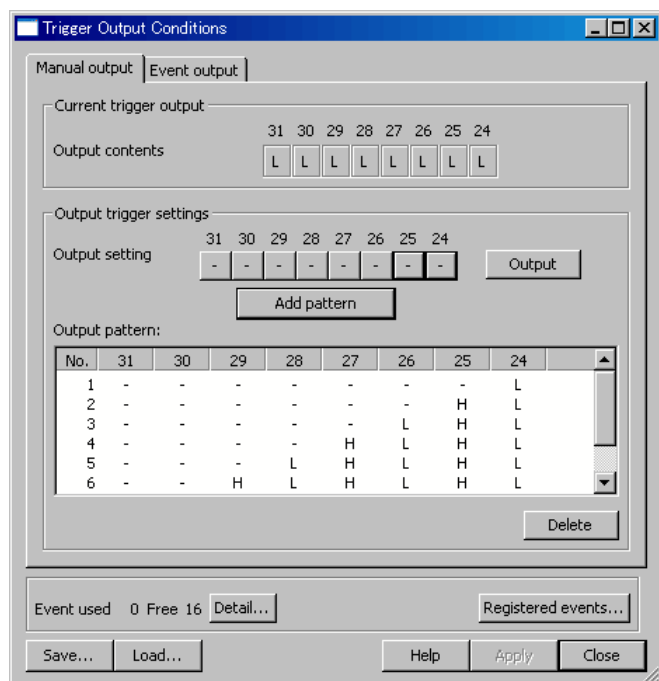 Trigger Output Conditions
Manual output Event output
Current trigger output
31 30 29 28 27 26 25 24
Output contents L L L L L L L L
Output trigger settings
31 30 29 28 27 26 25 24
Output setting - - - - - - - - Output
Add pattern
Output pattern:
No. 31 30 29 28 27 26 25 24
1 - - - - - - - L
2 - - - - - - H L
3 - - - - - L H L
4 - - - - H L H L
5 - - - L H L H L
6 - - H L H L H L
Delete
Event used 0 Free 16 Detail... Registered events...
Save... Load... Help Apply Close